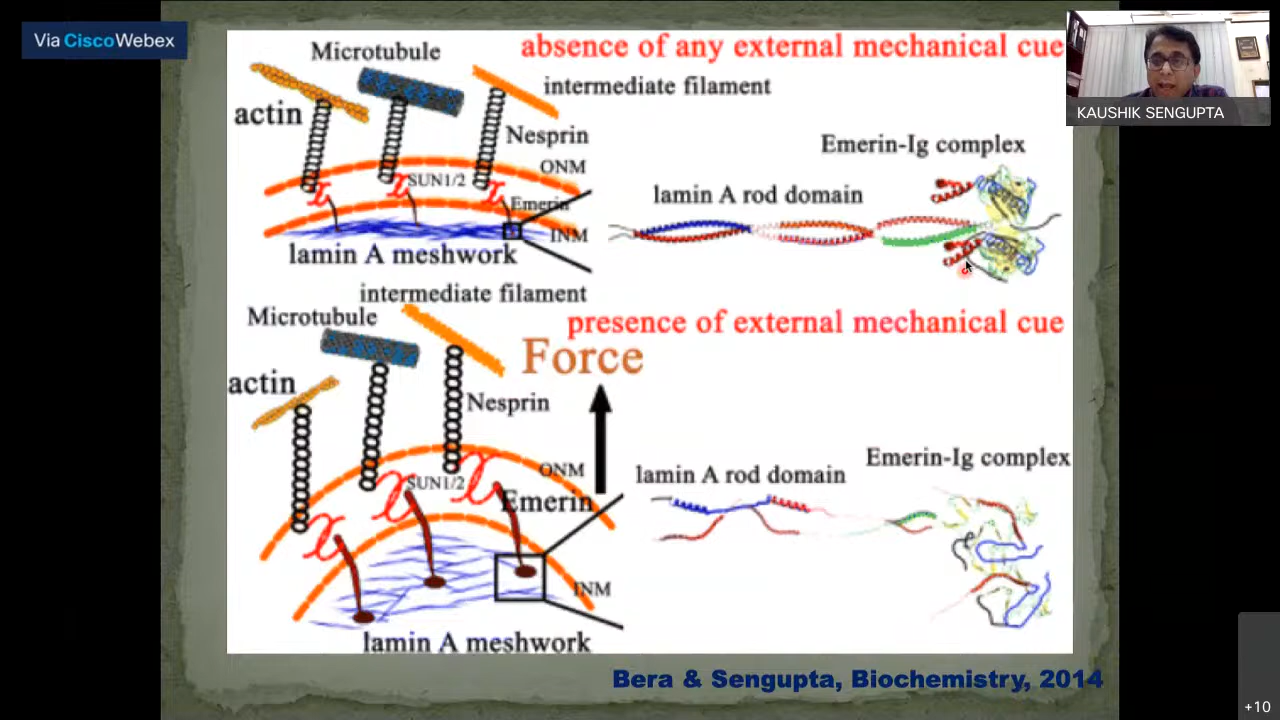 Via Cisco Webex
absence of any external mechanical cue
Microtubule
intermediate filament
actin
Nesprin
ONM
SUN1/2
Emerin
INM
lamin A meshwork
Emerin-Ig complex
lamin A rod domain
KAUSHIK SENGUPTA
intermediate filament
Microtubule
presence of external mechanical cue
Force
actin
Nesprin
ONM
SUN1/2
Emerin
INM
lamin A meshwork
Emerin-Ig complex
lamin A rod domain
Bera & Sengupta, Biochemistry, 2014
+10